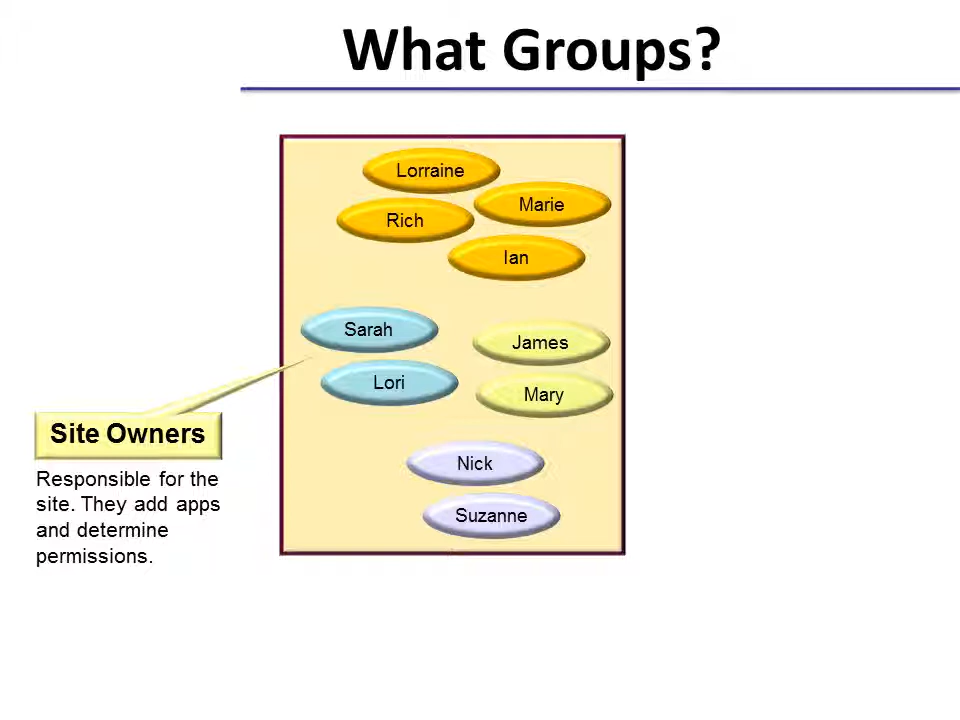 What Groups?
Lorraine
Marie
Rich
Ian
Sarah
James
Lori
Mary
Site Owners
Responsible for the
site. They add apps
and determine
permissions.
Nick
Suzanne